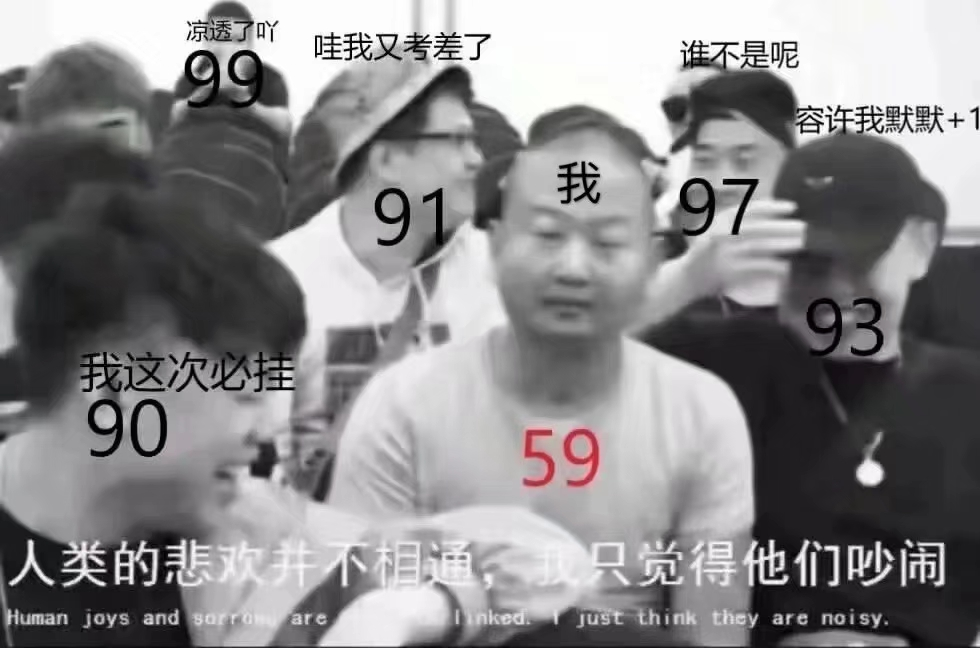 凉透了吖
99
哇我又考差了
91
谁不是呢
97
容许我默默+1
93
我
59
我这次必挂
90
人类的悲欢并不相通，我只觉得他们吵闹
Human joys and sorrows are linked. I just think they are noisy.